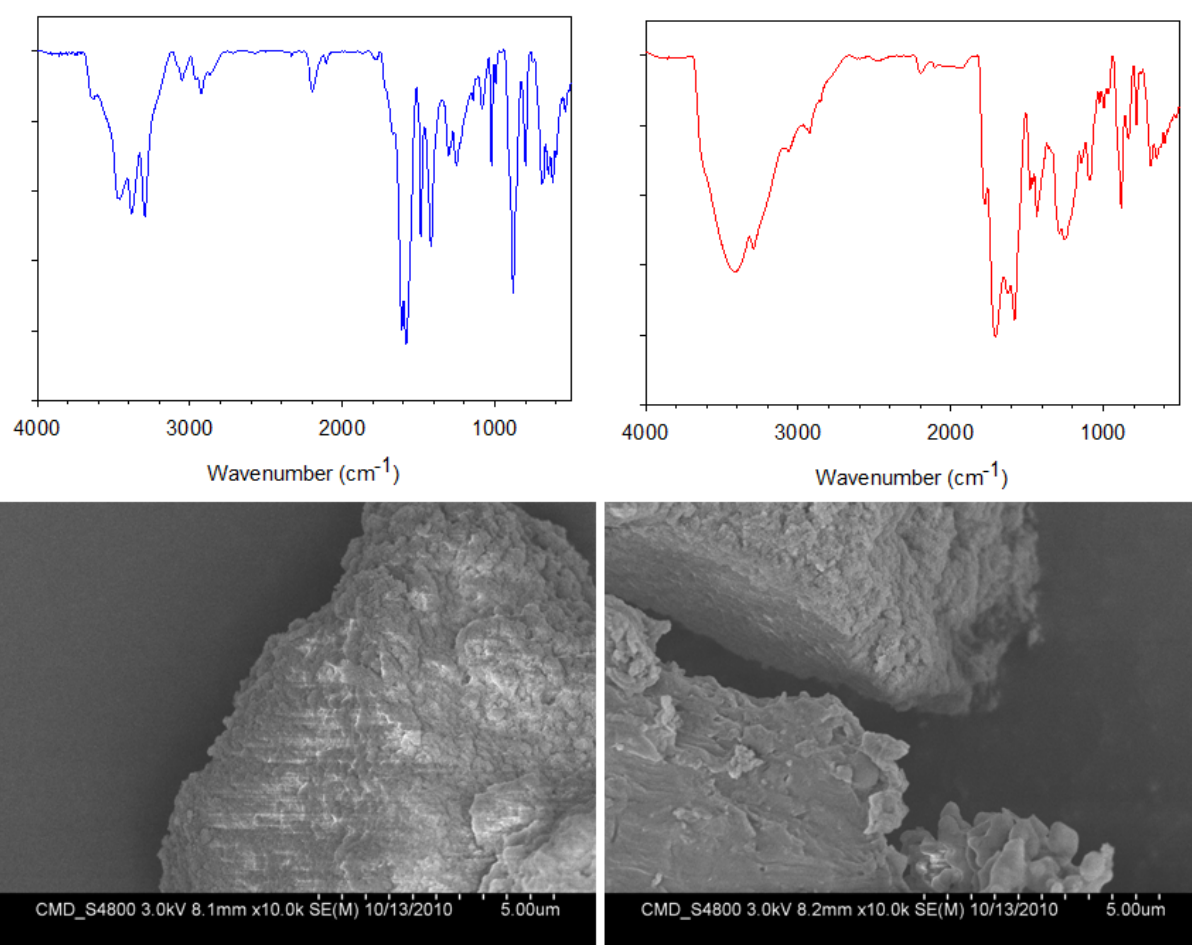 4000 3000 2000 1000
Wavenumber (cm-1)
4000 3000 2000 1000
Wavenumber (cm-1)
CMD_S4800 3.0kV 8.1mm x10.0k SE(M) 10/13/2010 5.00um
CMD_S4800 3.0kV 8.2mm x10.0k SE(M) 10/13/2010 5.00um